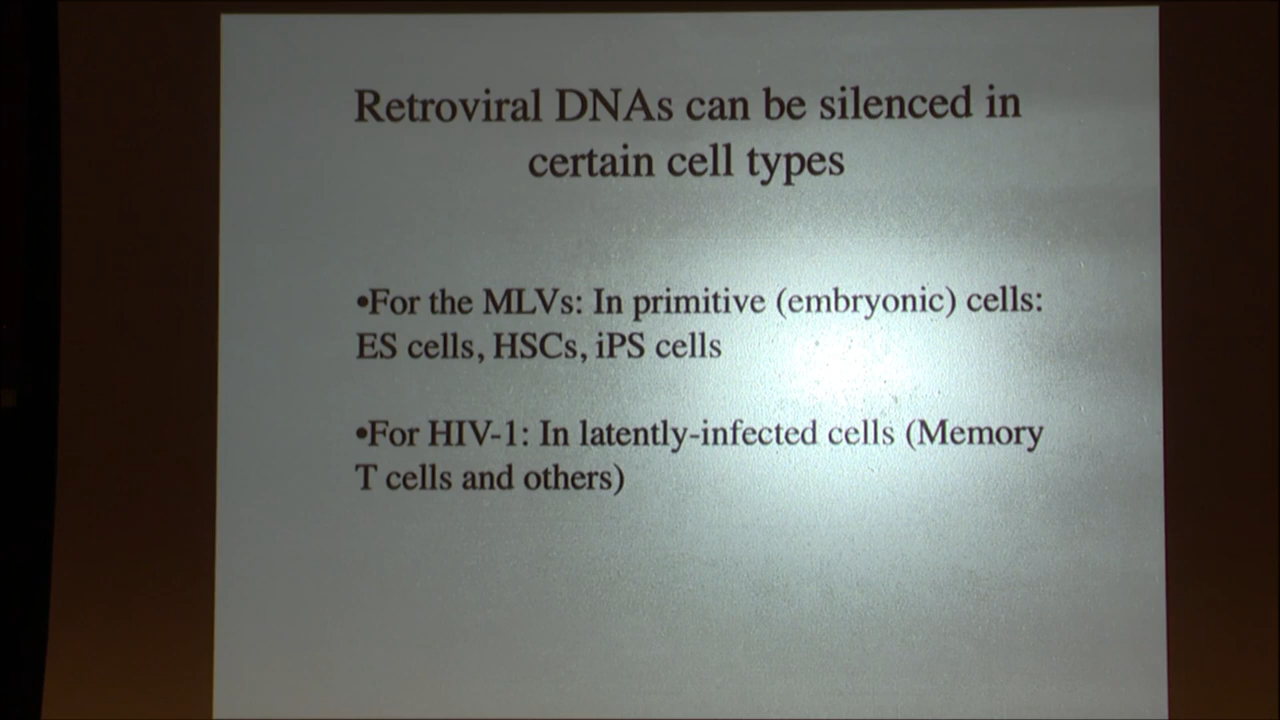 Retroviral DNAs can be silenced in
certain cell types
•For the MLVs: In primitive (embryonic) cells:
ES cells, HSCs, iPS cells
•For HIV-1: In latently-infected cells (Memory
T cells and others)